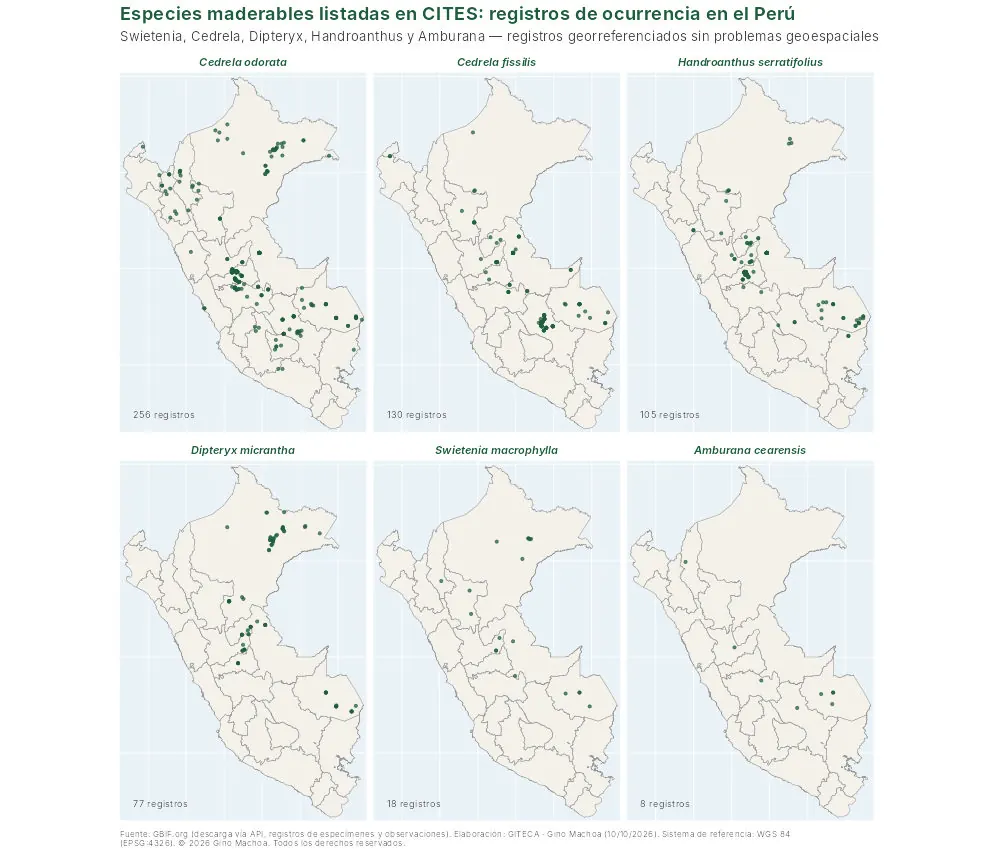 Especies maderables listadas en CITES: registros de ocurrencia en el Perú
Swietenia, Cedrela, Dipteryx, Handroanthus y Amburana — registros georreferenciados sin problemas geoespaciales
Cedrela odorata
Cedrela fissilis
Handroanthus serratifolius
256 registros
130 registros
105 registros
Dipteryx micrantha
Swietenia macrophylla
Amburana cearensis
77 registros
18 registros
8 registros
Fuente: GBIF.org (descarga vía API, registros de especímenes y observaciones). Elaboración: GITECA · Gino Machoa (10/10/2026). Sistema de referencia: WGS 84
(EPSG:4326). © 2026 Gino Machoa. Todos los derechos reservados.